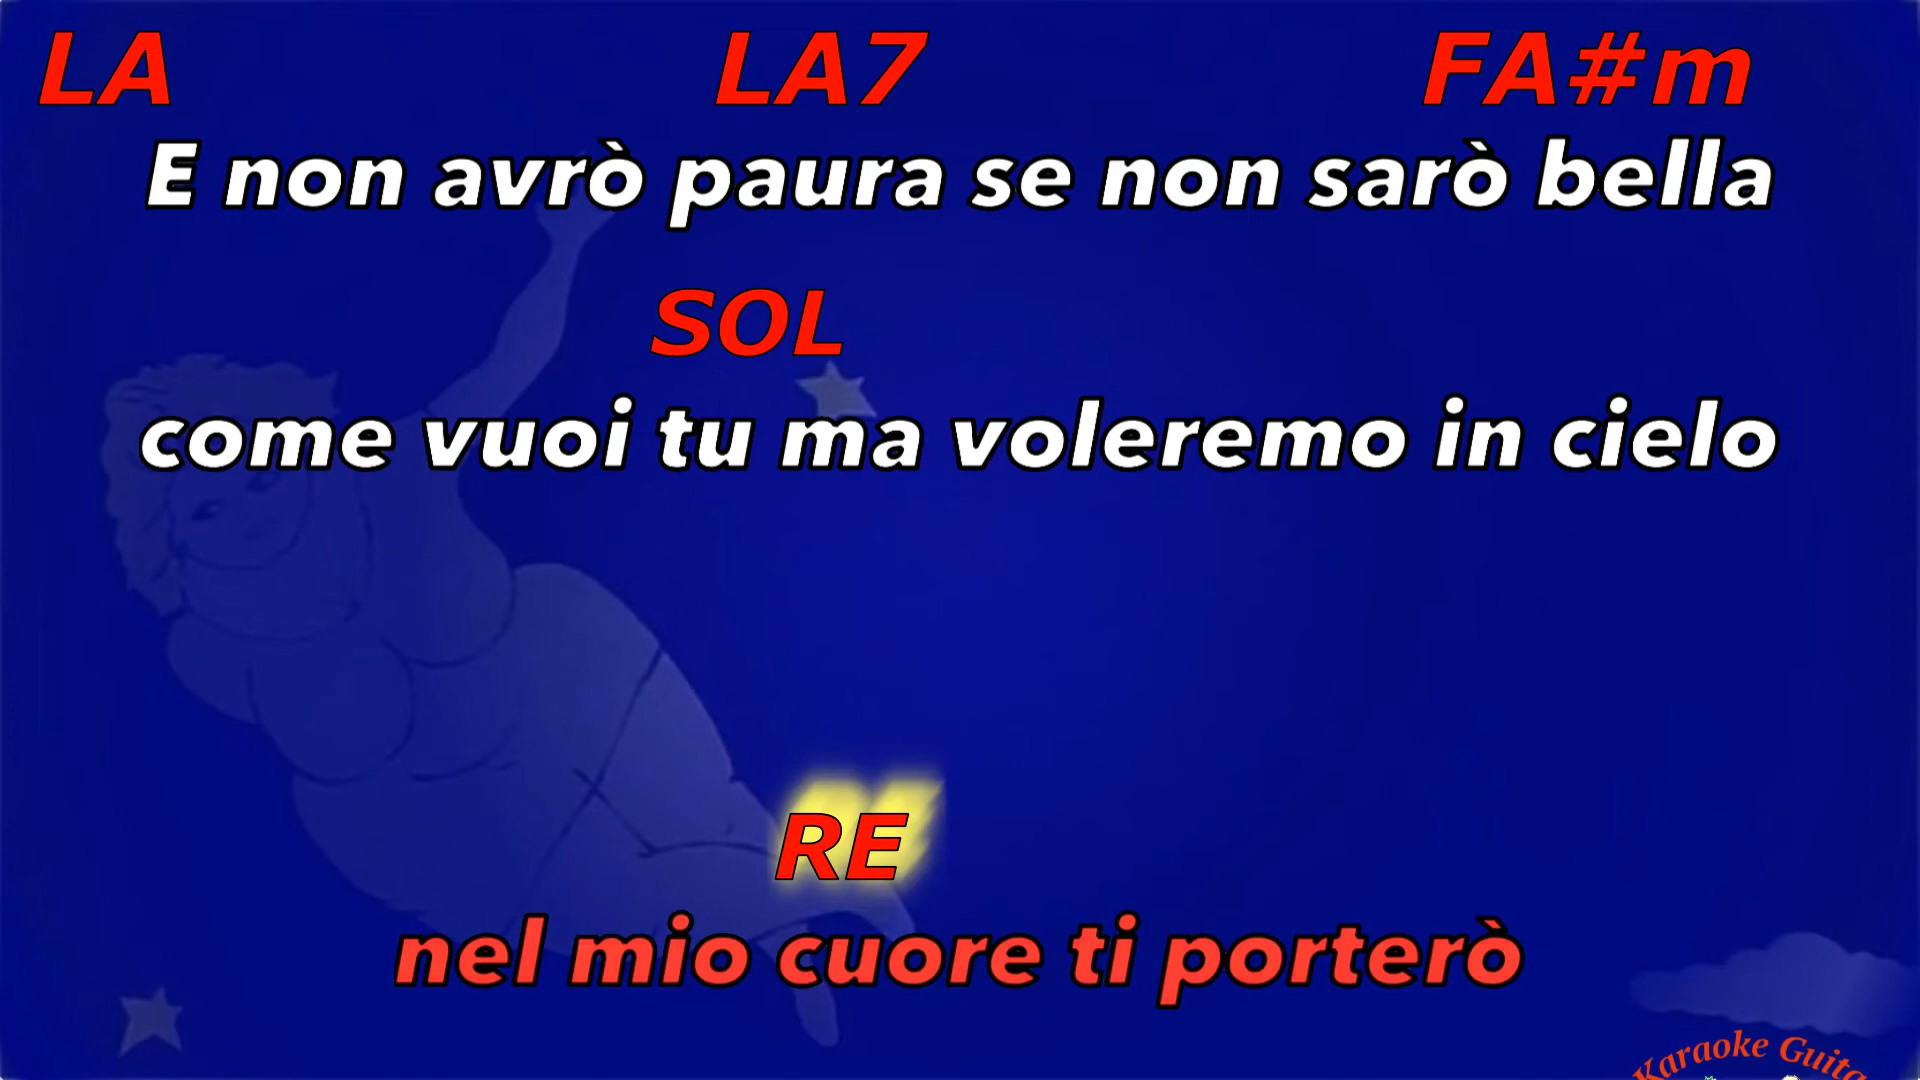 LA LA7 FA#m
E non avrò paura se non sarò bella
SOL
come vuoi tu ma voleremo in cielo
RE
nel mio cuore ti porterò
Karaoke